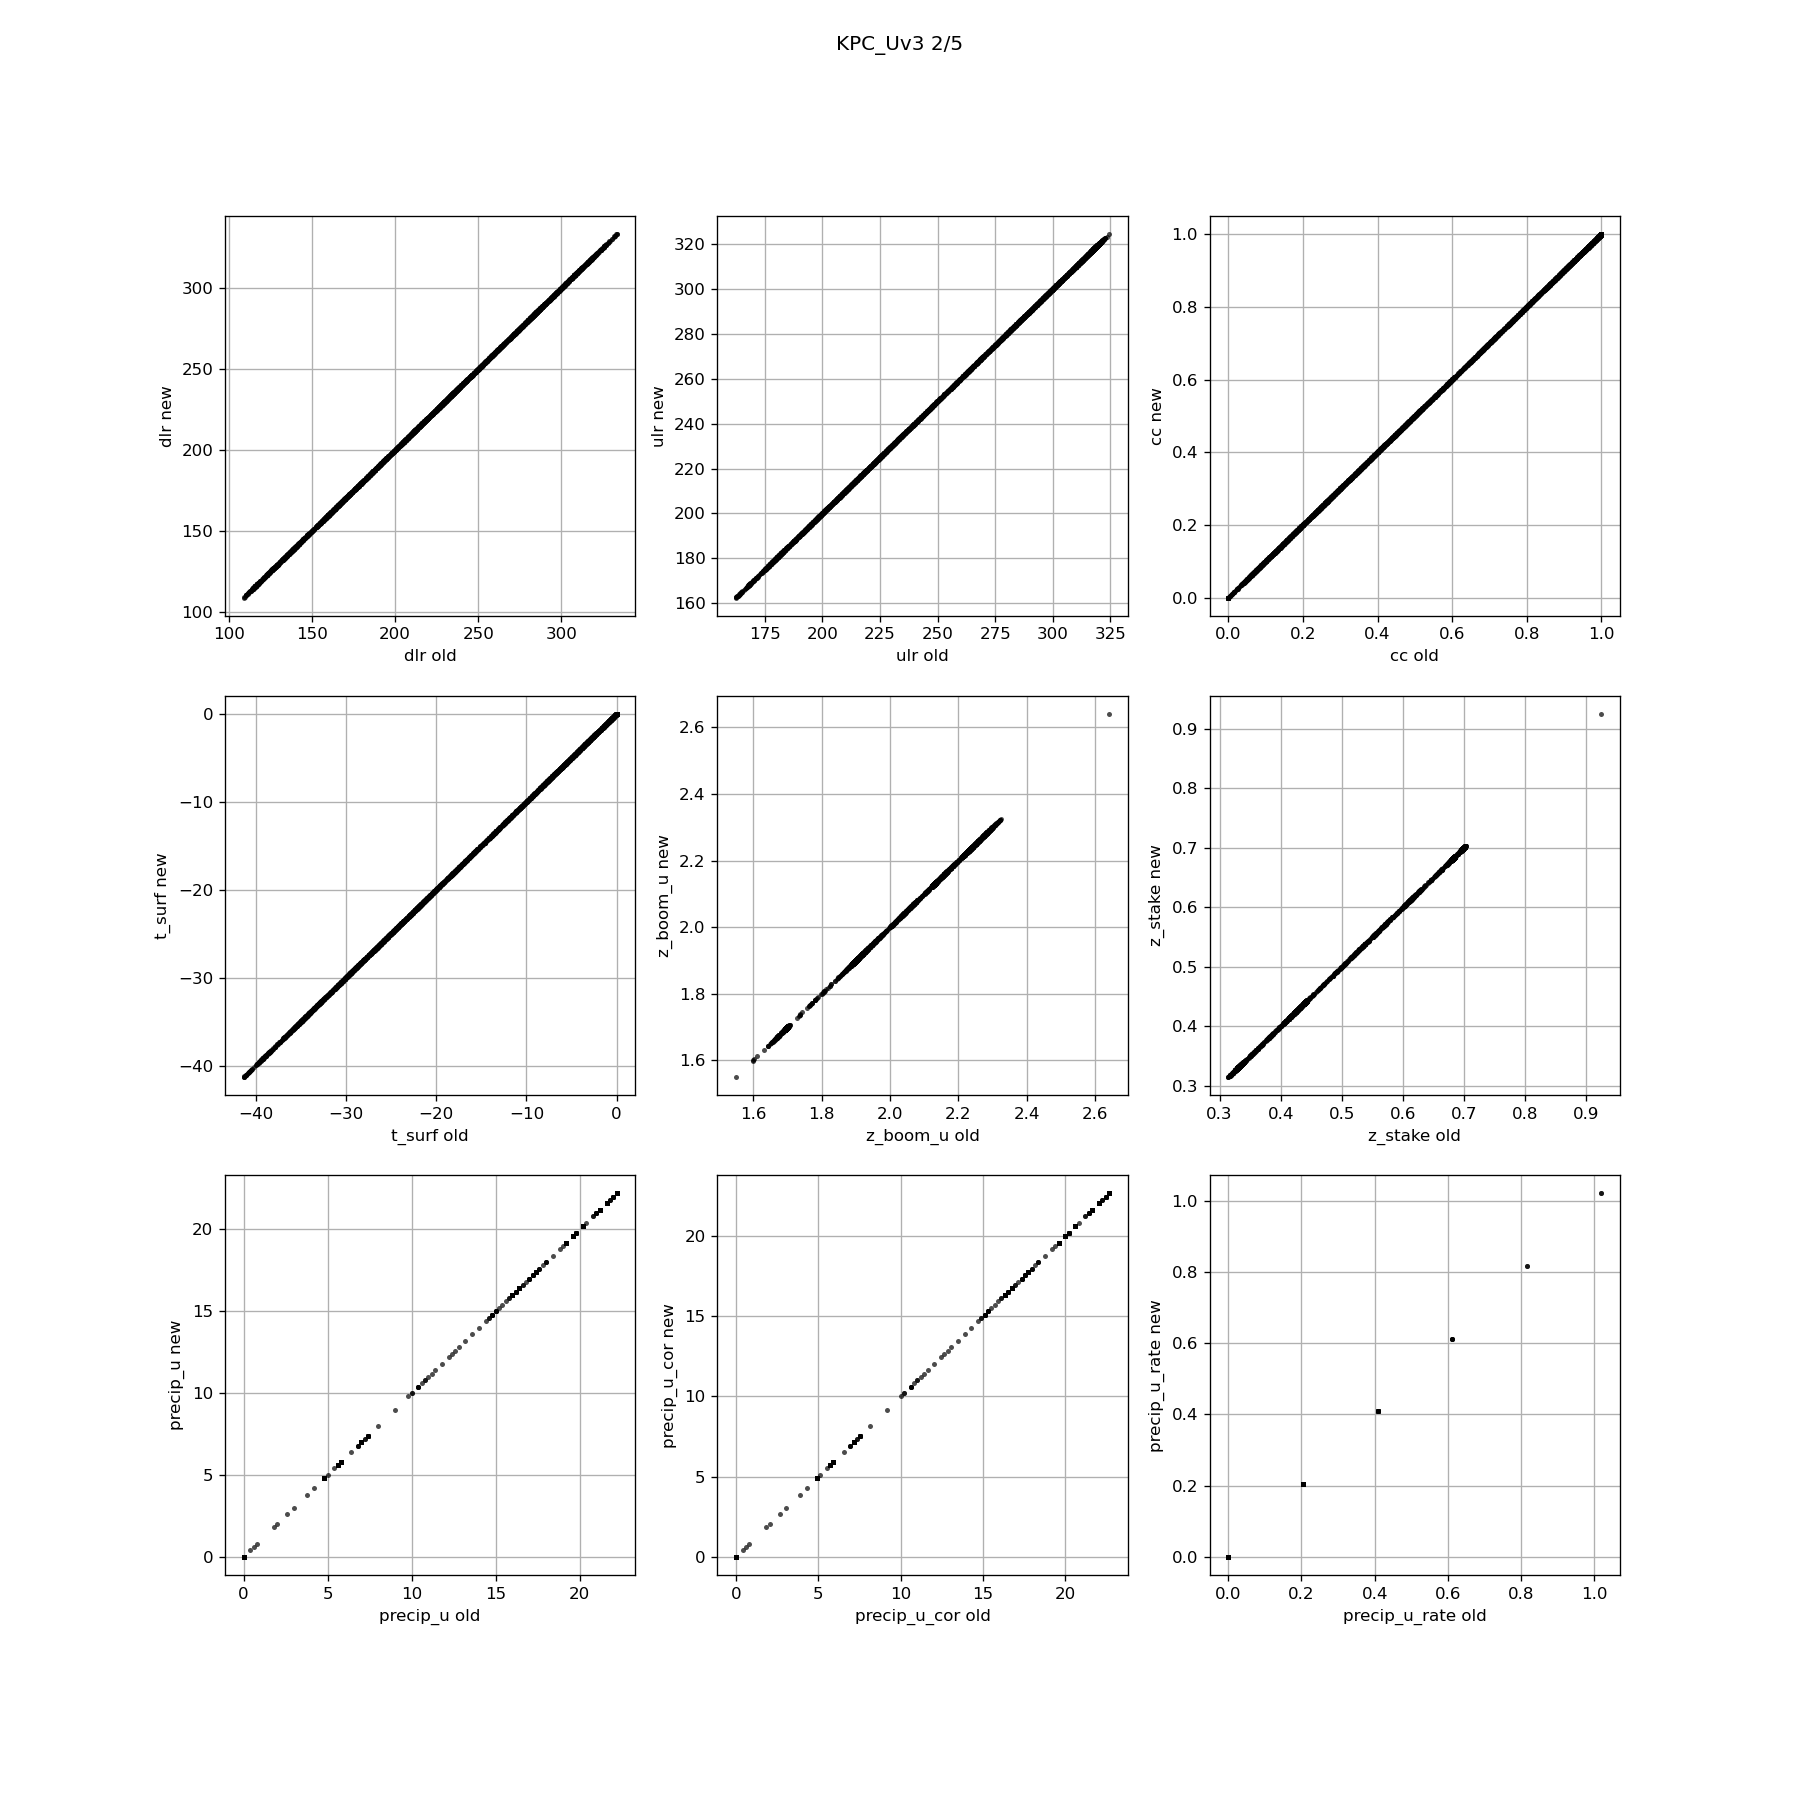 KPC_Uv3 2/5
300
250
200
150
100
dlr new
100 150 200 250 300
dlr old
320
300
280
260
240
220
200
180
160
ulr new
175 200 225 250 275 300 325
ulr old
1.0
0.8
0.6
0.4
0.2
0.0
cc new
0.0 0.2 0.4 0.6 0.8 1.0
cc old
0
−10
−20
−30
−40
t_surf new
−40 −30 −20 −10 0
t_surf old
2.6
2.4
2.2
2.0
1.8
1.6
z_boom_u new
1.6 1.8 2.0 2.2 2.4 2.6
z_boom_u old
0.9
0.8
0.7
0.6
0.5
0.4
0.3
z_stake new
0.3 0.4 0.5 0.6 0.7 0.8 0.9
z_stake old
20
15
10
5
0
precip_u new
0 5 10 15 20
precip_u old
20
15
10
5
0
precip_u_cor new
0 5 10 15 20
precip_u_cor old
1.0
0.8
0.6
0.4
0.2
0.0
precip_u_rate new
0.0 0.2 0.4 0.6 0.8 1.0
precip_u_rate old